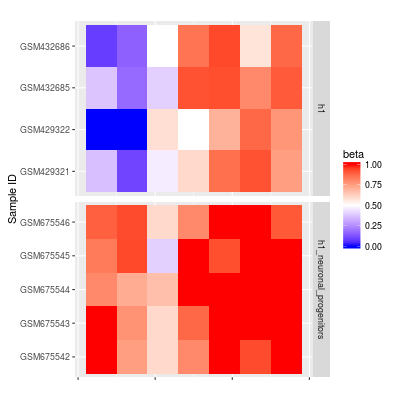 GSM432686
GSM432685
GSM429322
GSM429321
h1
GSM675546
GSM675545
GSM675544
GSM675543
GSM675542
h1_neuronal_progenitors
Sample ID
beta
1.00
0.75
0.50
0.25
0.00